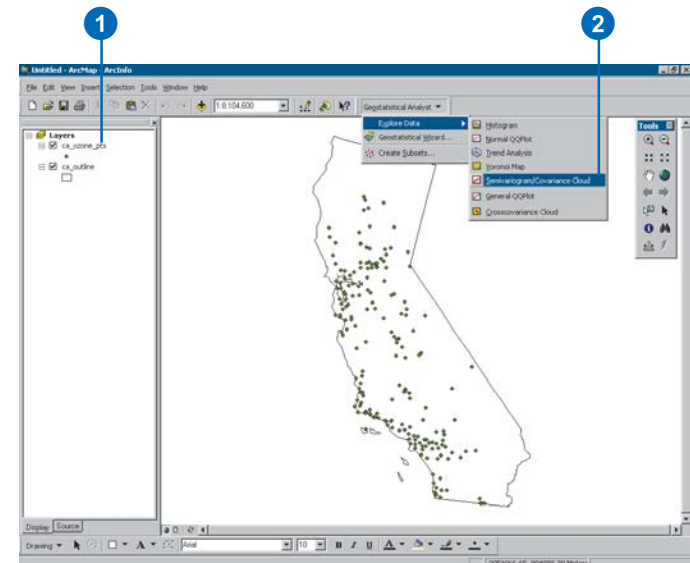 1
2
Untitled - ArcMap - ArcInfo
File Edit View Insert Selection Tools Window Help
1:8,104,600
Geostatistical Analyst
Explore Data
Geostatistical Wizard...
Create Subsets...
Histogram
Normal QQPlot
Trend Analysis
Voronoi Map
Semivariogram/Covariance Cloud
General QQPlot
Crosscovariance Cloud
Tools
Layers
ca_ozone_pts
ca_outline
Display Source
Drawing
A
Arial
10
B I U A